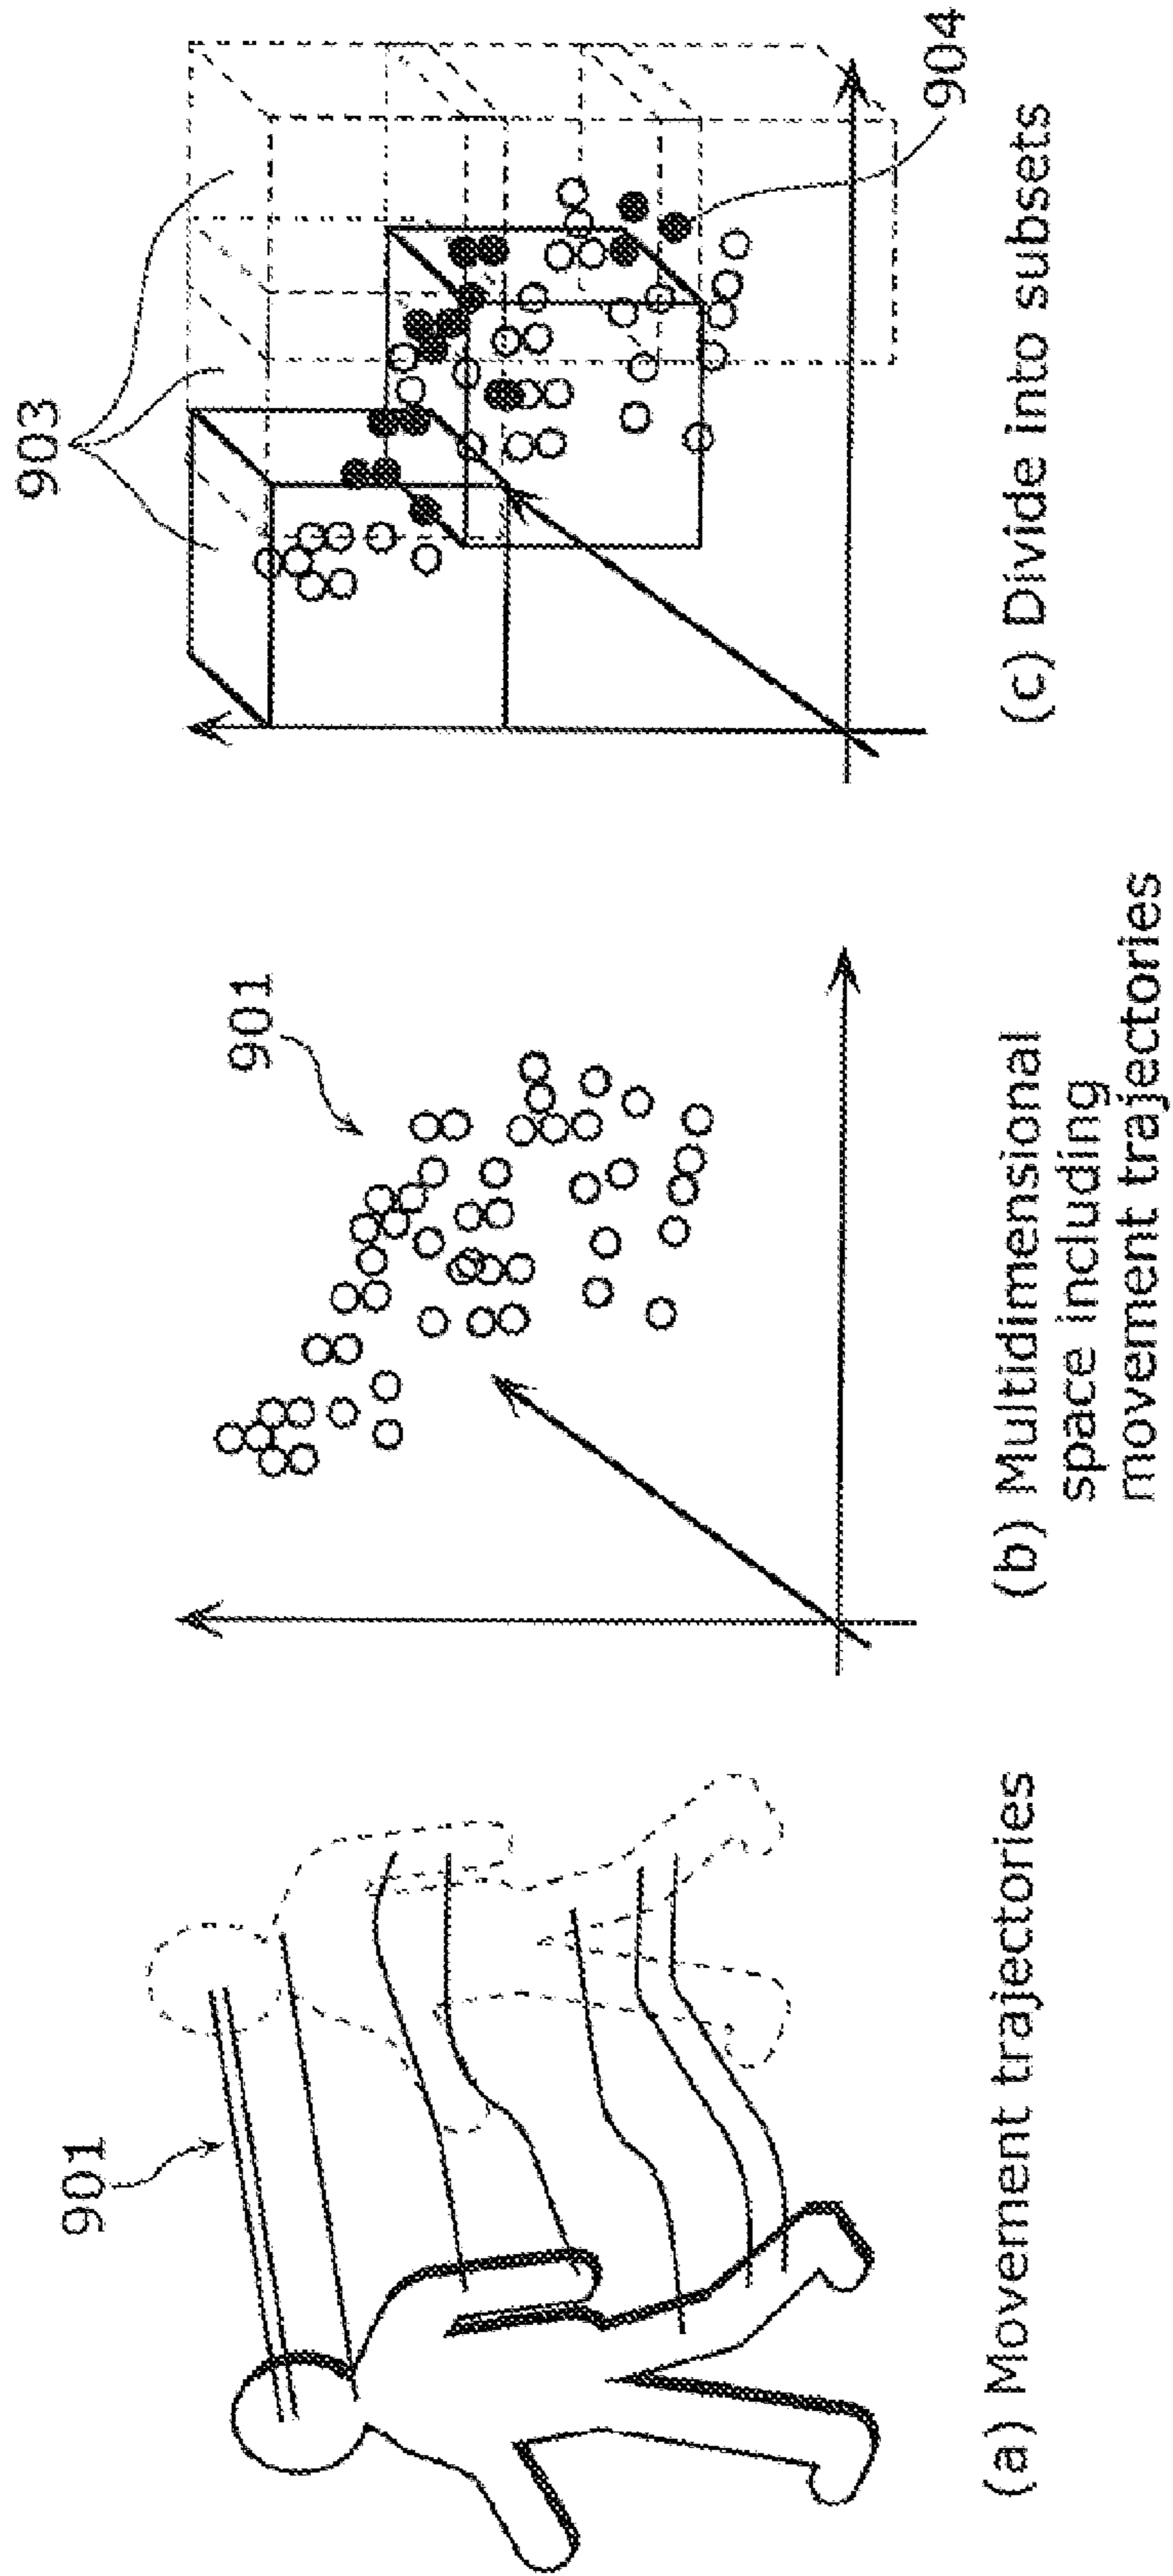 901
(a) Movement trajectories
901
(b) Multidimensional
space including
movement trajectories
903
904
(c) Divide into subsets